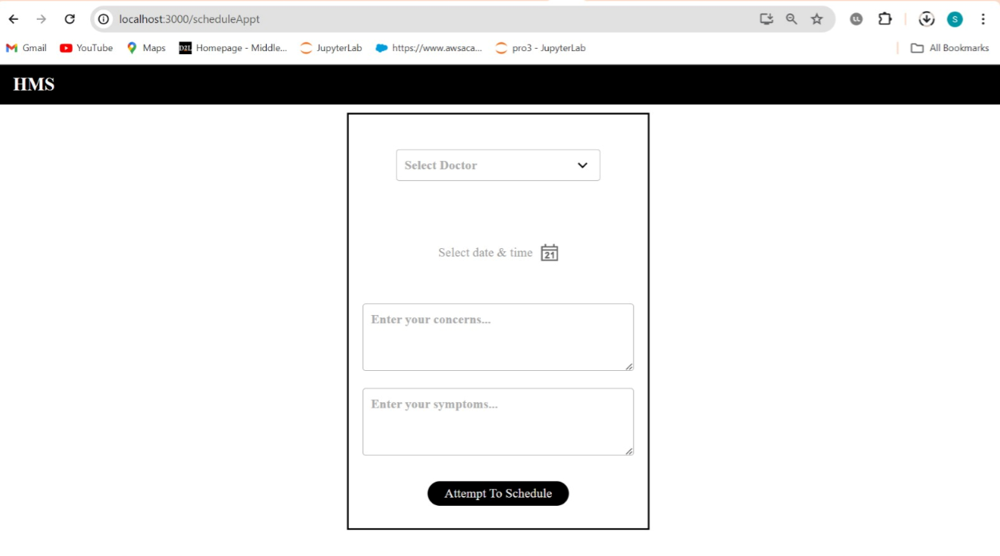 localhost:3000/scheduleAppt
S
Gmail YouTube Maps D2L Homepage - Middle... JupyterLab https://www.awsaca... pro3 - JupyterLab All Bookmarks
HMS
Select Doctor
Select date & time 21
Enter your concerns...
Enter your symptoms...
Attempt To Schedule